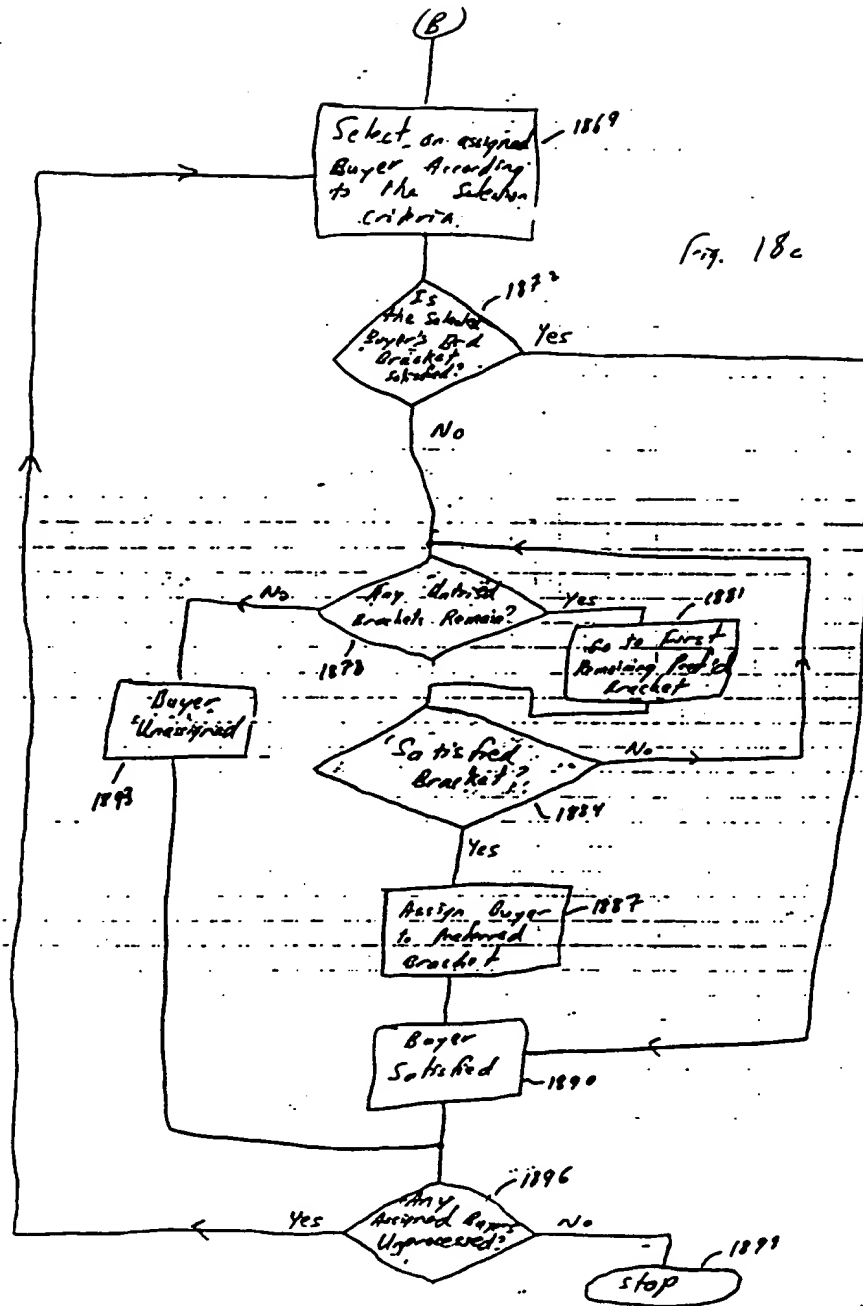 (B)
Select an assigned
Buyer According
to the Selection
Criteria.
1869
Fig. 18c
Is
the Selected
Buyer's Bid
Bracket
Satisfied?
1872
Yes
No
Any Untried
Brackets Remain?
1878
No
Yes
1881
Go to First
Remaining
Bracket
Buyer
"Unassigned"
1893
"Satisfied
Bracket"?
No
1884
Yes
Assign Buyer
to Preferred
Bracket
1887
Buyer
Satisfied
1890
Any
Assigned Buyers
Unprocessed?
1896
Yes
No
1899
Stop